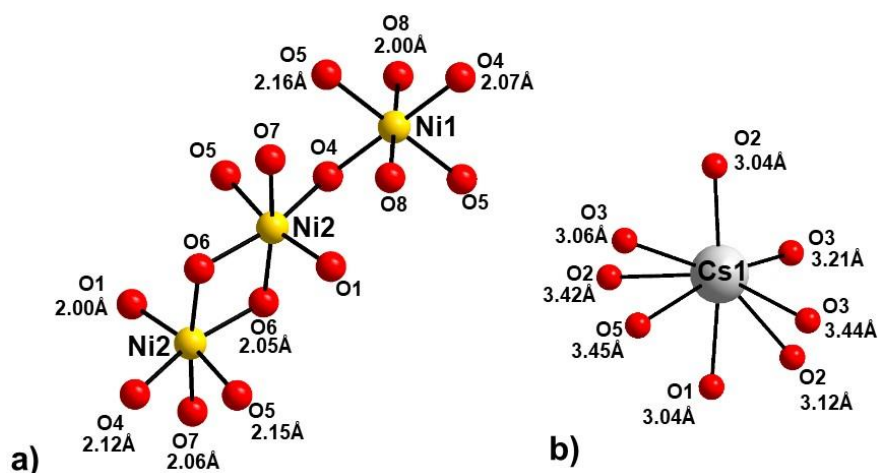 O8
2.00Å
O5
2.16Å
O4
2.07Å
Ni1
O7
O4
O5
O8
O5
Ni2
O6
O1
O1
2.00Å
O6
2.05Å
Ni2
O4
2.12Å
O7
2.06Å
O5
2.15Å
a)
O2
3.04Å
O3
3.06Å
O3
3.21Å
Cs1
O2
3.42Å
O3
3.44Å
O5
3.45Å
O2
3.12Å
O1
3.04Å
b)